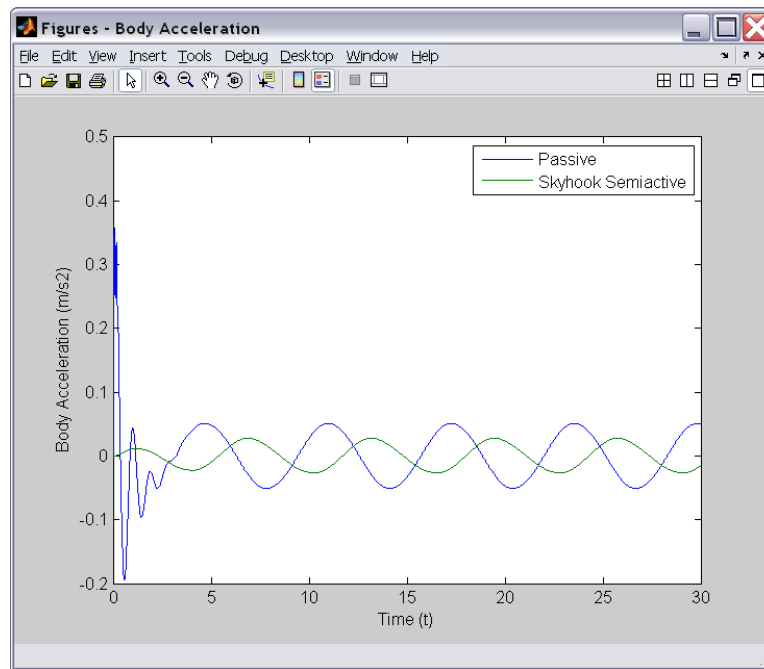 Figures - Body Acceleration
File Edit View Insert Tools Debug Desktop Window Help
0.5
Passive
Skyhook Semiactive
0.4
0.3
0.2
0.1
0
-0.1
-0.2
Body Acceleration (m/s2)
0 5 10 15 20 25 30
Time (t)